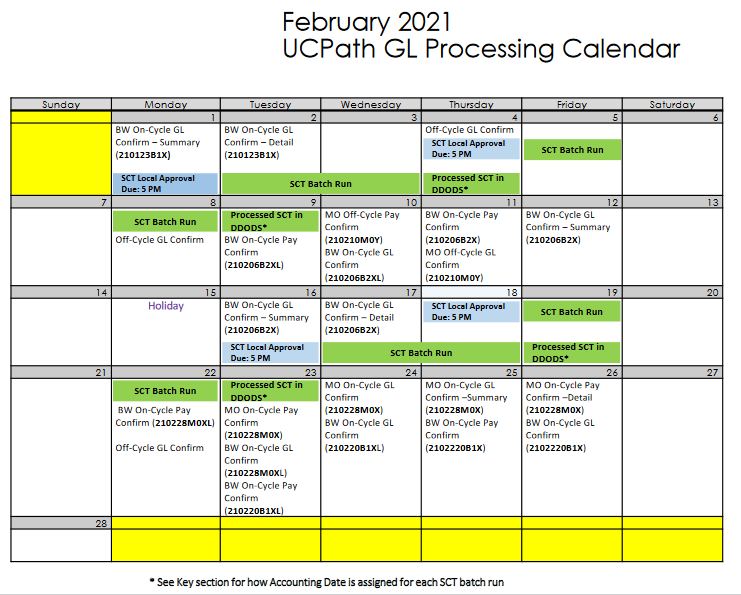 February 2021
UCPath GL Processing Calendar
Sunday Monday Tuesday Wednesday Thursday Friday Saturday
1 2 3 4 5 6
BW On-Cycle GL
Confirm – Summary
(210123B1X)
SCT Local Approval
Due: 5 PM
BW On-Cycle GL
Confirm – Detail
(210123B1X)
SCT Batch Run
Off-Cycle GL Confirm
SCT Local Approval
Due: 5 PM
Processed SCT in
DDODS*
SCT Batch Run
7 8 9 10 11 12 13
SCT Batch Run
Off-Cycle GL Confirm
Processed SCT in
DDODS*
BW On-Cycle Pay
Confirm
(210206B2XL)
MO Off-Cycle Pay
Confirm
(210210M0Y)
BW On-Cycle GL
Confirm
(210206B2XL)
BW On-Cycle Pay
Confirm
(210206B2X)
MO Off-Cycle GL
Confirm
(210210M0Y)
BW On-Cycle GL
Confirm – Summary
(210206B2X)
14 15 16 17 18 19 20
Holiday
BW On-Cycle GL
Confirm – Summary
(210206B2X)
SCT Local Approval
Due: 5 PM
BW On-Cycle GL
Confirm – Detail
(210206B2X)
SCT Batch Run
SCT Local Approval
Due: 5 PM
SCT Batch Run
Processed SCT in
DDODS*
21 22 23 24 25 26 27
SCT Batch Run
BW On-Cycle Pay
Confirm (210228M0XL)
Off-Cycle GL Confirm
Processed SCT in
DDODS*
MO On-Cycle Pay
Confirm
(210228M0X)
BW On-Cycle GL
Confirm
(210228M0XL)
BW On-Cycle Pay
Confirm
(210220B1XL)
MO On-Cycle GL
Confirm
(210228M0X)
BW On-Cycle GL
Confirm
(210220B1XL)
MO On-Cycle GL
Confirm –Summary
(210228M0X)
BW On-Cycle Pay
Confirm
(210220B1X)
MO On-Cycle Pay
Confirm –Detail
(210228M0X)
BW On-Cycle GL
Confirm
(210220B1X)
28
* See Key section for how Accounting Date is assigned for each SCT batch run